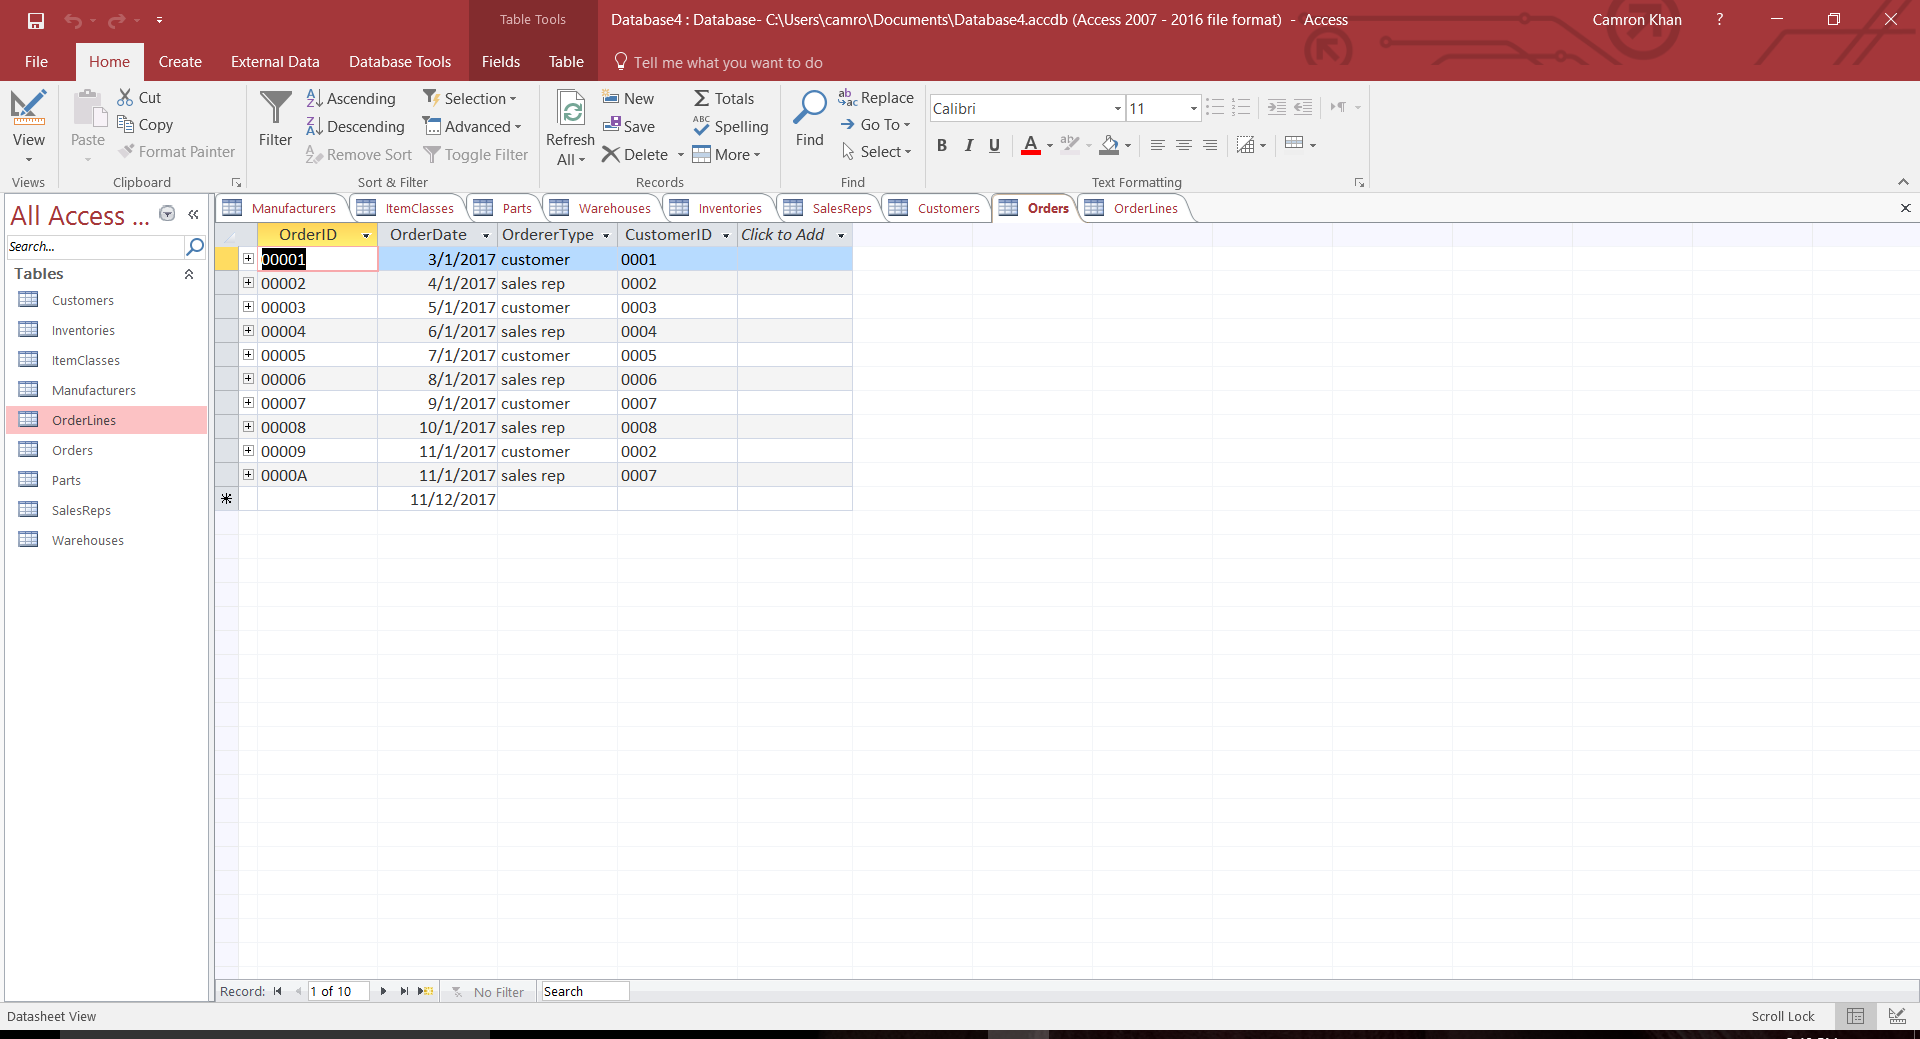 Table Tools
Database4 : Database- C:\Users\camro\Documents\Database4.accdb (Access 2007 - 2016 file format) - Access
Camron Khan
?
File
Home
Create
External Data
Database Tools
Fields
Table
Tell me what you want to do
View
Views
Paste
Cut
Copy
Format Painter
Clipboard
Filter
Ascending
Descending
Remove Sort
Selection
Advanced
Toggle Filter
Sort & Filter
Refresh
All
New
Save
Delete
Totals
Spelling
More
Records
Find
Replace
Go To
Select
Find
Calibri
11
B I U A
Text Formatting
All Access ...
Search...
Tables
Customers
Inventories
ItemClasses
Manufacturers
OrderLines
Orders
Parts
SalesReps
Warehouses
Manufacturers ItemClasses Parts Warehouses Inventories SalesReps Customers Orders OrderLines
OrderID OrderDate OrdererType CustomerID Click to Add
00001 3/1/2017 customer 0001
00002 4/1/2017 sales rep 0002
00003 5/1/2017 customer 0003
00004 6/1/2017 sales rep 0004
00005 7/1/2017 customer 0005
00006 8/1/2017 sales rep 0006
00007 9/1/2017 customer 0007
00008 10/1/2017 sales rep 0008
00009 11/1/2017 customer 0002
0000A 11/1/2017 sales rep 0007
11/12/2017
Record: 1 of 10 No Filter Search
Datasheet View
Scroll Lock